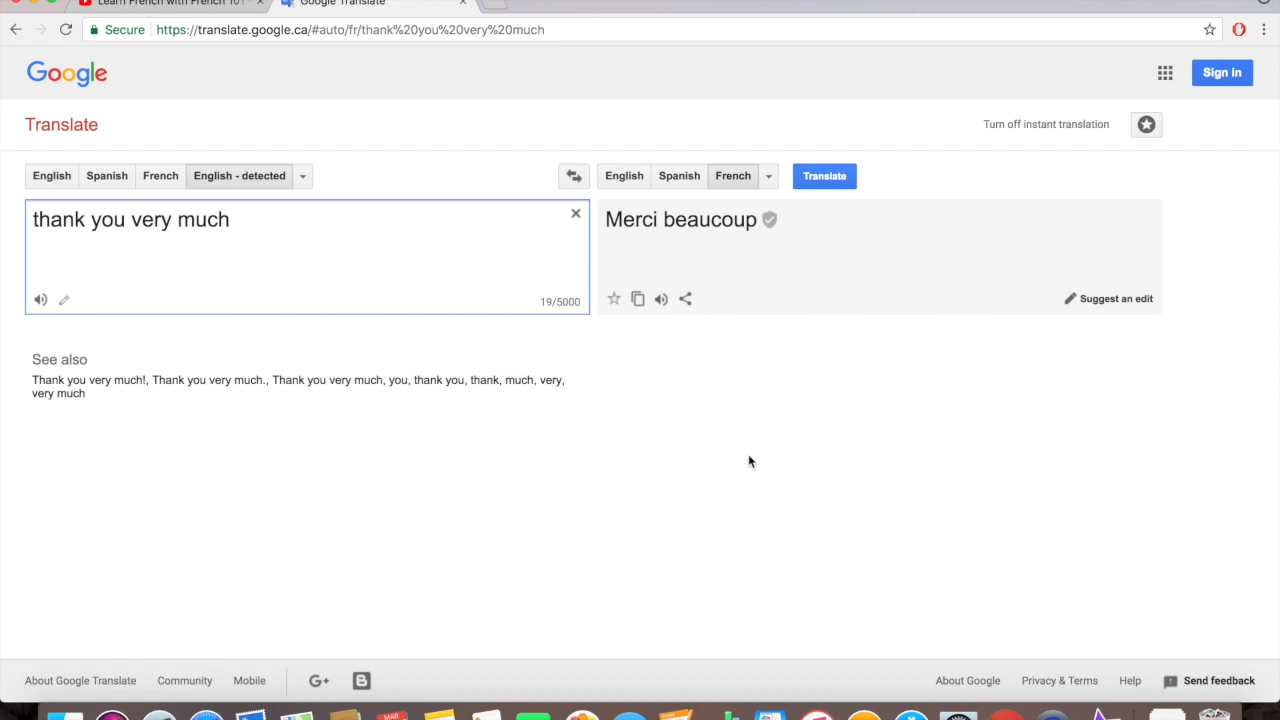 Learn French with French 101
Google Translate
Secure https://translate.google.ca/#auto/fr/thank%20you%20very%20much
Google
Sign in
Translate
Turn off instant translation
English Spanish French English - detected
English Spanish French Translate
thank you very much
Merci beaucoup
19/5000
Suggest an edit
See also
Thank you very much!, Thank you very much., Thank you very much, you, thank you, thank, much, very,
very much
About Google Translate Community Mobile G+ B
About Google Privacy & Terms Help Send feedback
MAR